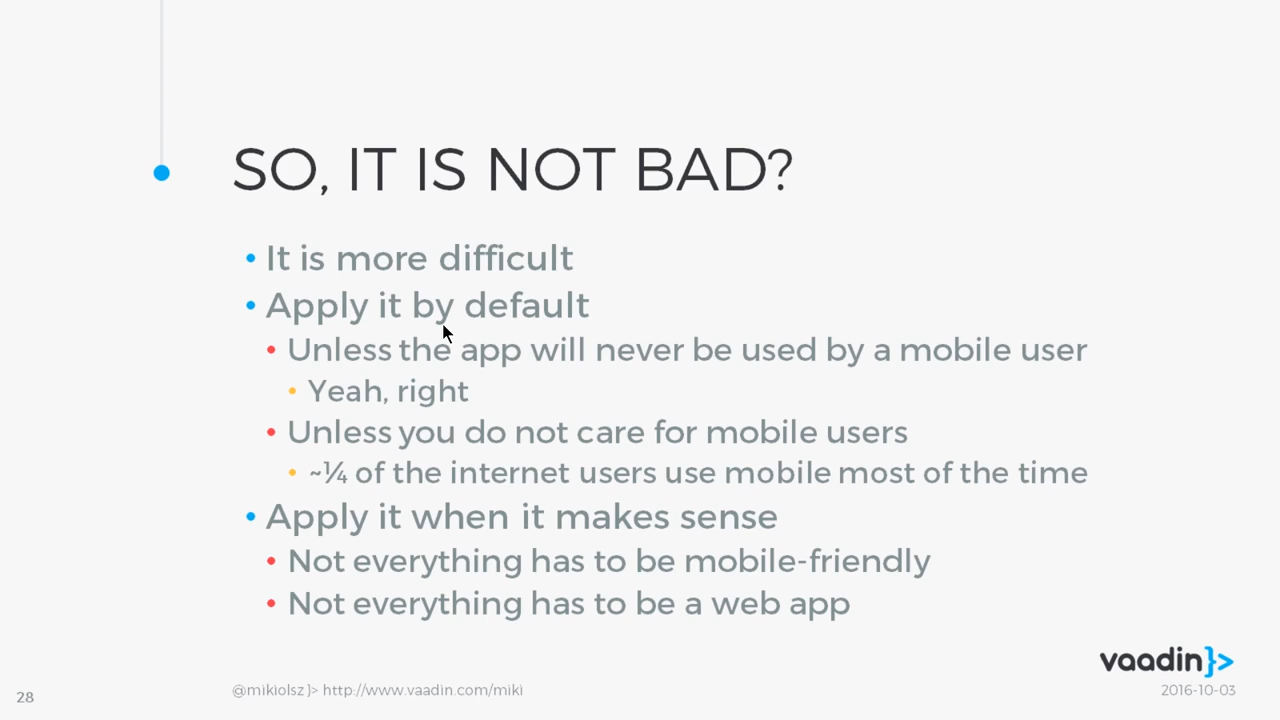 SO, IT IS NOT BAD?
• It is more difficult
• Apply it by default
• Unless the app will never be used by a mobile user
• Yeah, right
• Unless you do not care for mobile users
• ~¼ of the internet users use mobile most of the time
• Apply it when it makes sense
• Not everything has to be mobile-friendly
• Not everything has to be a web app
vaadin}>
28
@mikiolsz }> http://www.vaadin.com/miki
2016-10-03